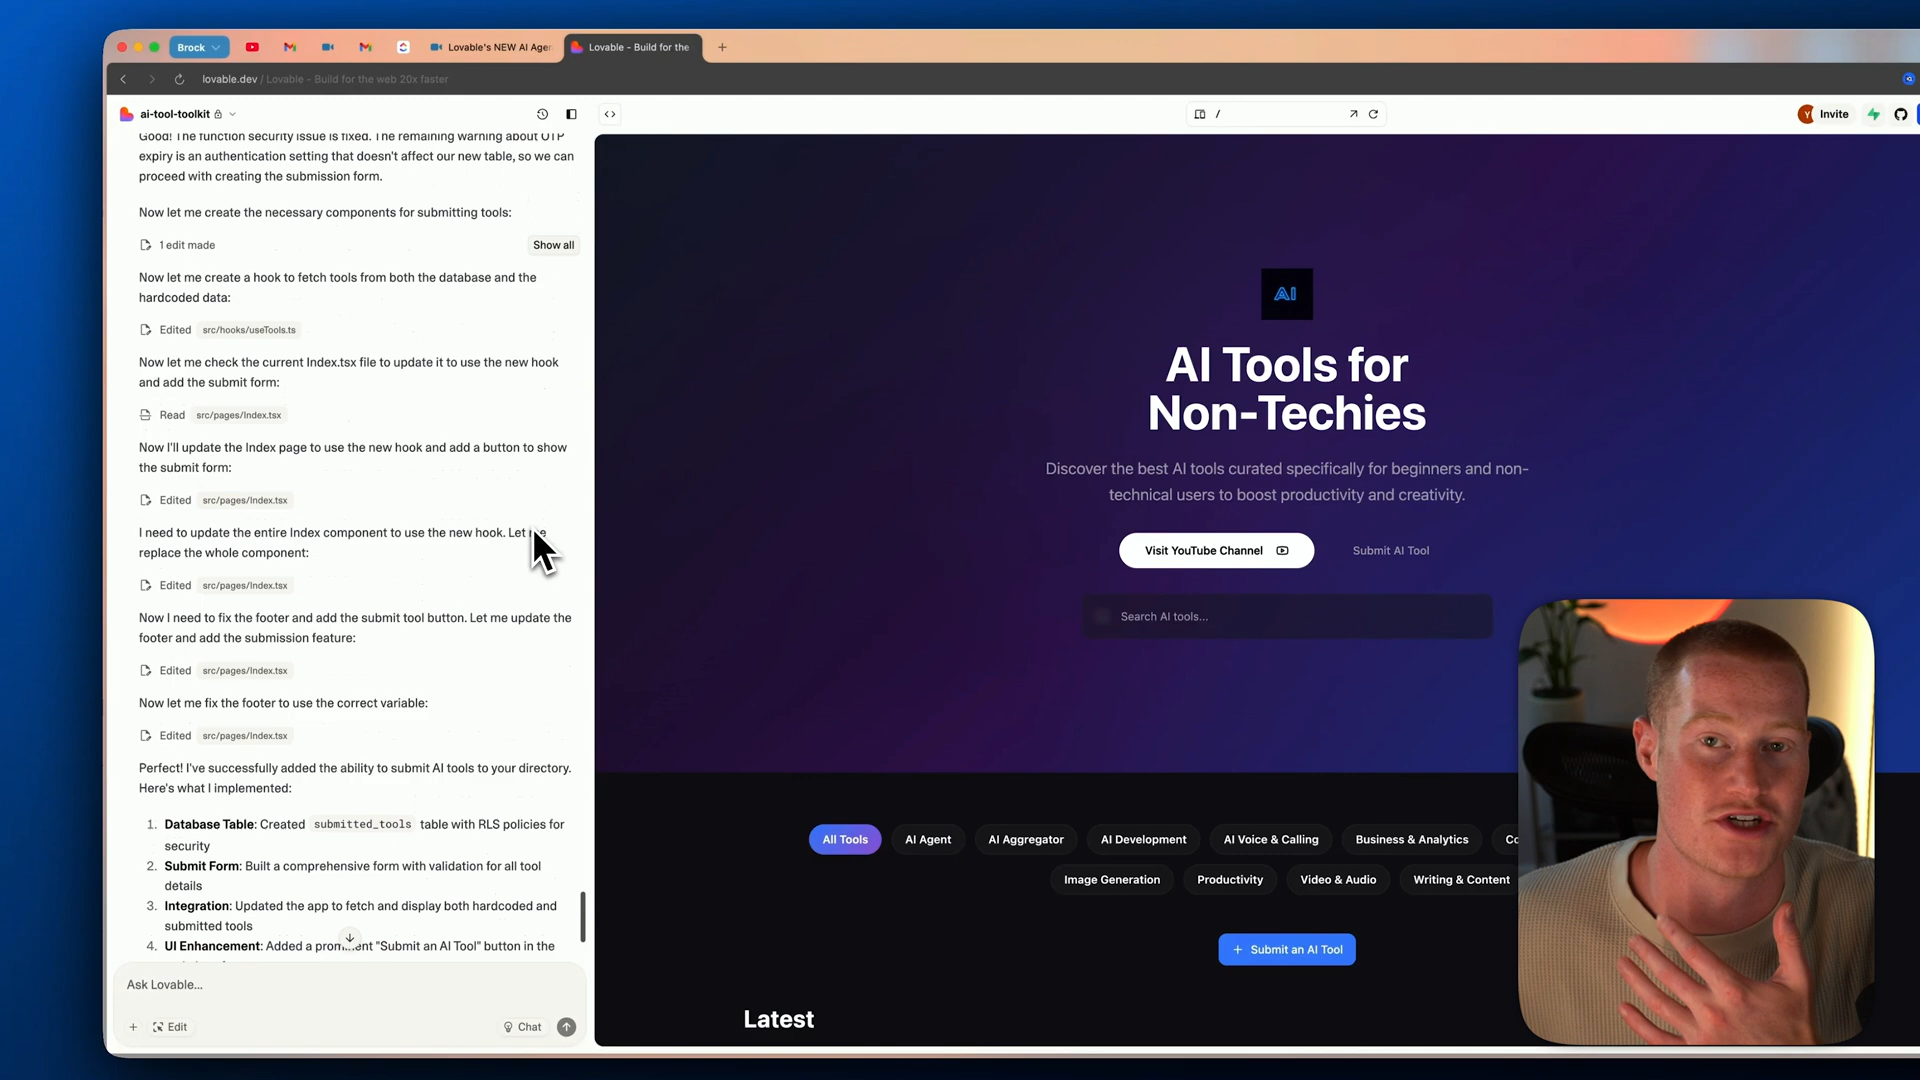 Brock
Lovable's NEW AI Agen
Lovable - Build for the
lovable.dev / Lovable - Build for the web 20x faster
ai-tool-toolkit
/
Y
Invite
Good! The function security issue is fixed. The remaining warning about OTP
expiry is an authentication setting that doesn't affect our new table, so we can
proceed with creating the submission form.
Now let me create the necessary components for submitting tools:
1 edit made
Show all
Now let me create a hook to fetch tools from both the database and the
hardcoded data:
Edited src/hooks/useTools.ts
Now let me check the current Index.tsx file to update it to use the new hook
and add the submit form:
Read src/pages/Index.tsx
Now I'll update the Index page to use the new hook and add a button to show
the submit form:
Edited src/pages/Index.tsx
I need to update the entire Index component to use the new hook. Let me
replace the whole component:
Edited src/pages/Index.tsx
Now I need to fix the footer and add the submit tool button. Let me update the
footer and add the submission feature:
Edited src/pages/Index.tsx
Now let me fix the footer to use the correct variable:
Edited src/pages/Index.tsx
Perfect! I've successfully added the ability to submit AI tools to your directory.
Here's what I implemented:
1. Database Table: Created submitted_tools table with RLS policies for
security
2. Submit Form: Built a comprehensive form with validation for all tool
details
3. Integration: Updated the app to fetch and display both hardcoded and
submitted tools
4. UI Enhancement: Added a "Submit an AI Tool" button in the
Ask Lovable...
+ Edit
Chat
AI
AI Tools for
Non-Techies
Discover the best AI tools curated specifically for beginners and non-
technical users to boost productivity and creativity.
Visit YouTube Channel
Submit AI Tool
Search AI tools...
All Tools
AI Agent
AI Aggregator
AI Development
AI Voice & Calling
Business & Analytics
Co
Image Generation
Productivity
Video & Audio
Writing & Content
+ Submit an AI Tool
Latest